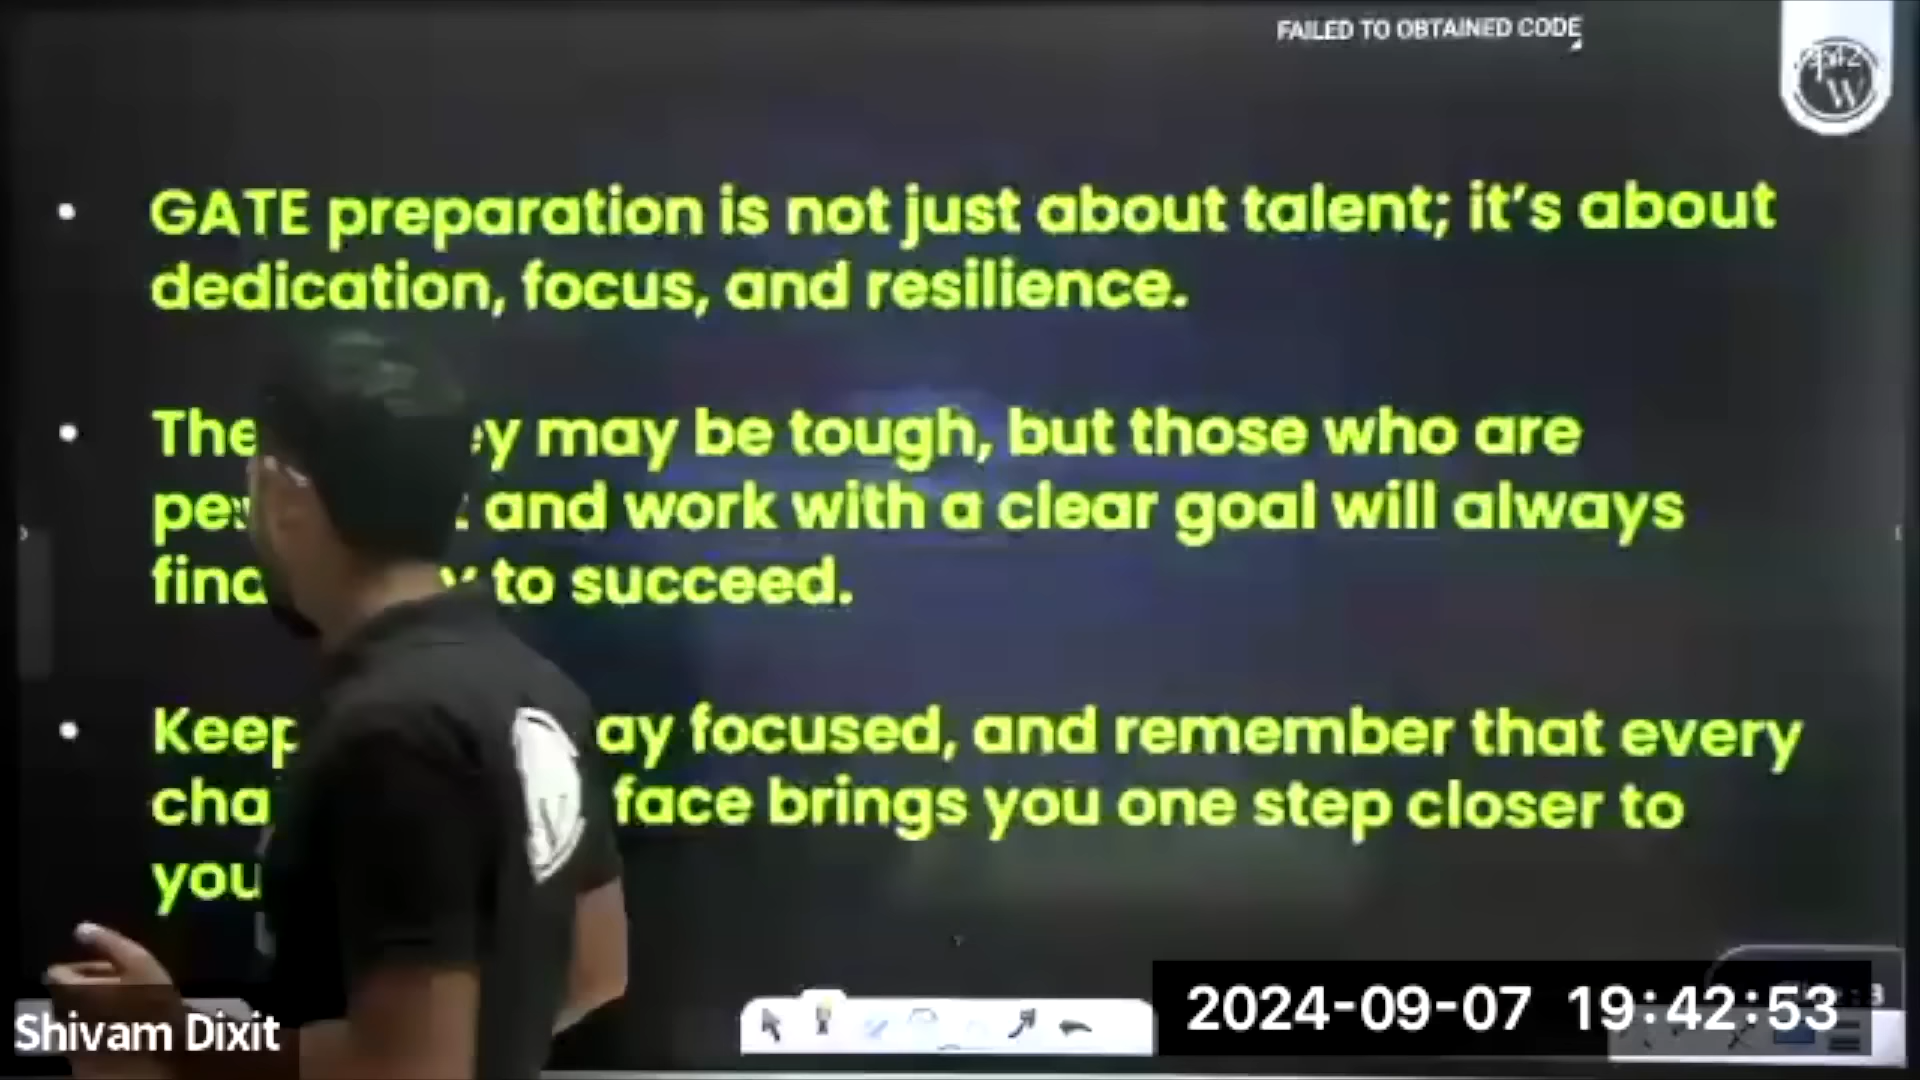 FAILED TO OBTAINED CODE
W
GATE preparation is not just about talent; it's about
dedication, focus, and resilience.
may be tough, but those who are
and work with a clear goal will always
to succeed.
focused, and remember that every
face brings you one step closer to
Shivam Dixit
2024-09-07 19:42:53